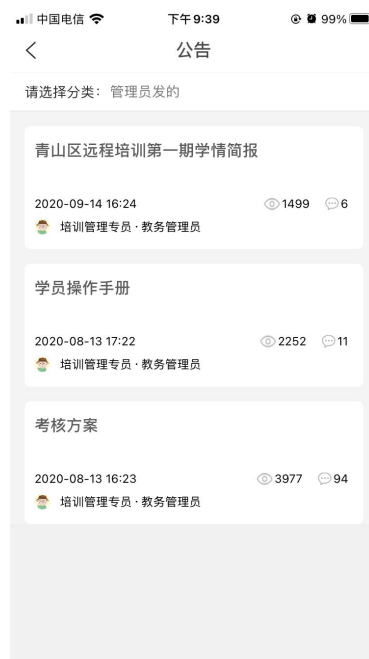 中国电信 下午9:39 99%
公告
请选择分类：管理员发的
青山区远程培训第一期学情简报
2020-09-14 16:24 1499 6
培训管理专员·教务管理员
学员操作手册
2020-08-13 17:22 2252 11
培训管理专员·教务管理员
考核方案
2020-08-13 16:23 3977 94
培训管理专员·教务管理员